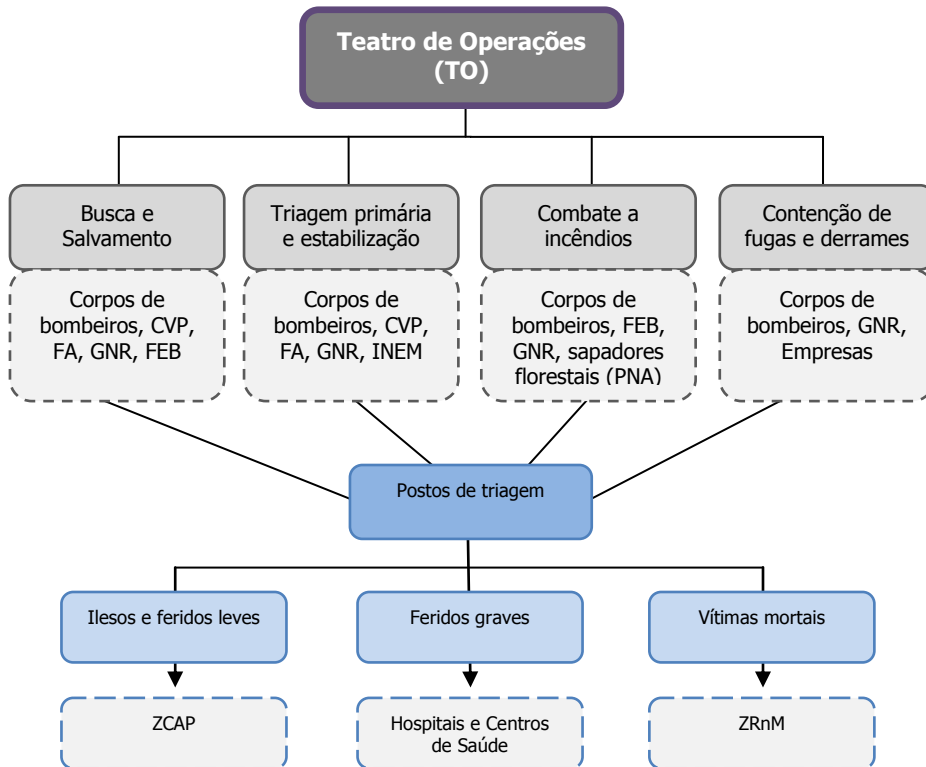 Teatro de Operações
(TO)
Busca e
Salvamento
Triagem primária
e estabilização
Combate a
incêndios
Contenção de
fugas e derrames
Corpos de
bombeiros, CVP,
FA, GNR, FEB
Corpos de
bombeiros, CVP,
FA, GNR, INEM
Corpos de
bombeiros, FEB,
GNR, sapadores
florestais (PNA)
Corpos de
bombeiros, GNR,
Empresas
Postos de triagem
Ilesos e feridos leves
Feridos graves
Vítimas mortais
ZCAP
Hospitais e Centros
de Saúde
ZRnM